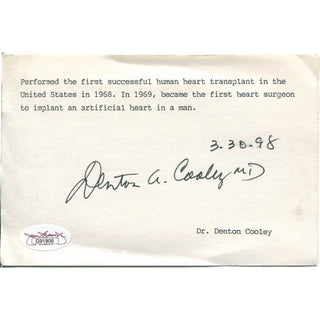 Performed the first successful human heart transplant in the
United States in 1968. In 1969, became the first heart surgeon
to implant an artificial heart in a man.
3-30-98
Denton A. Cooley MD
Dr. Denton Cooley